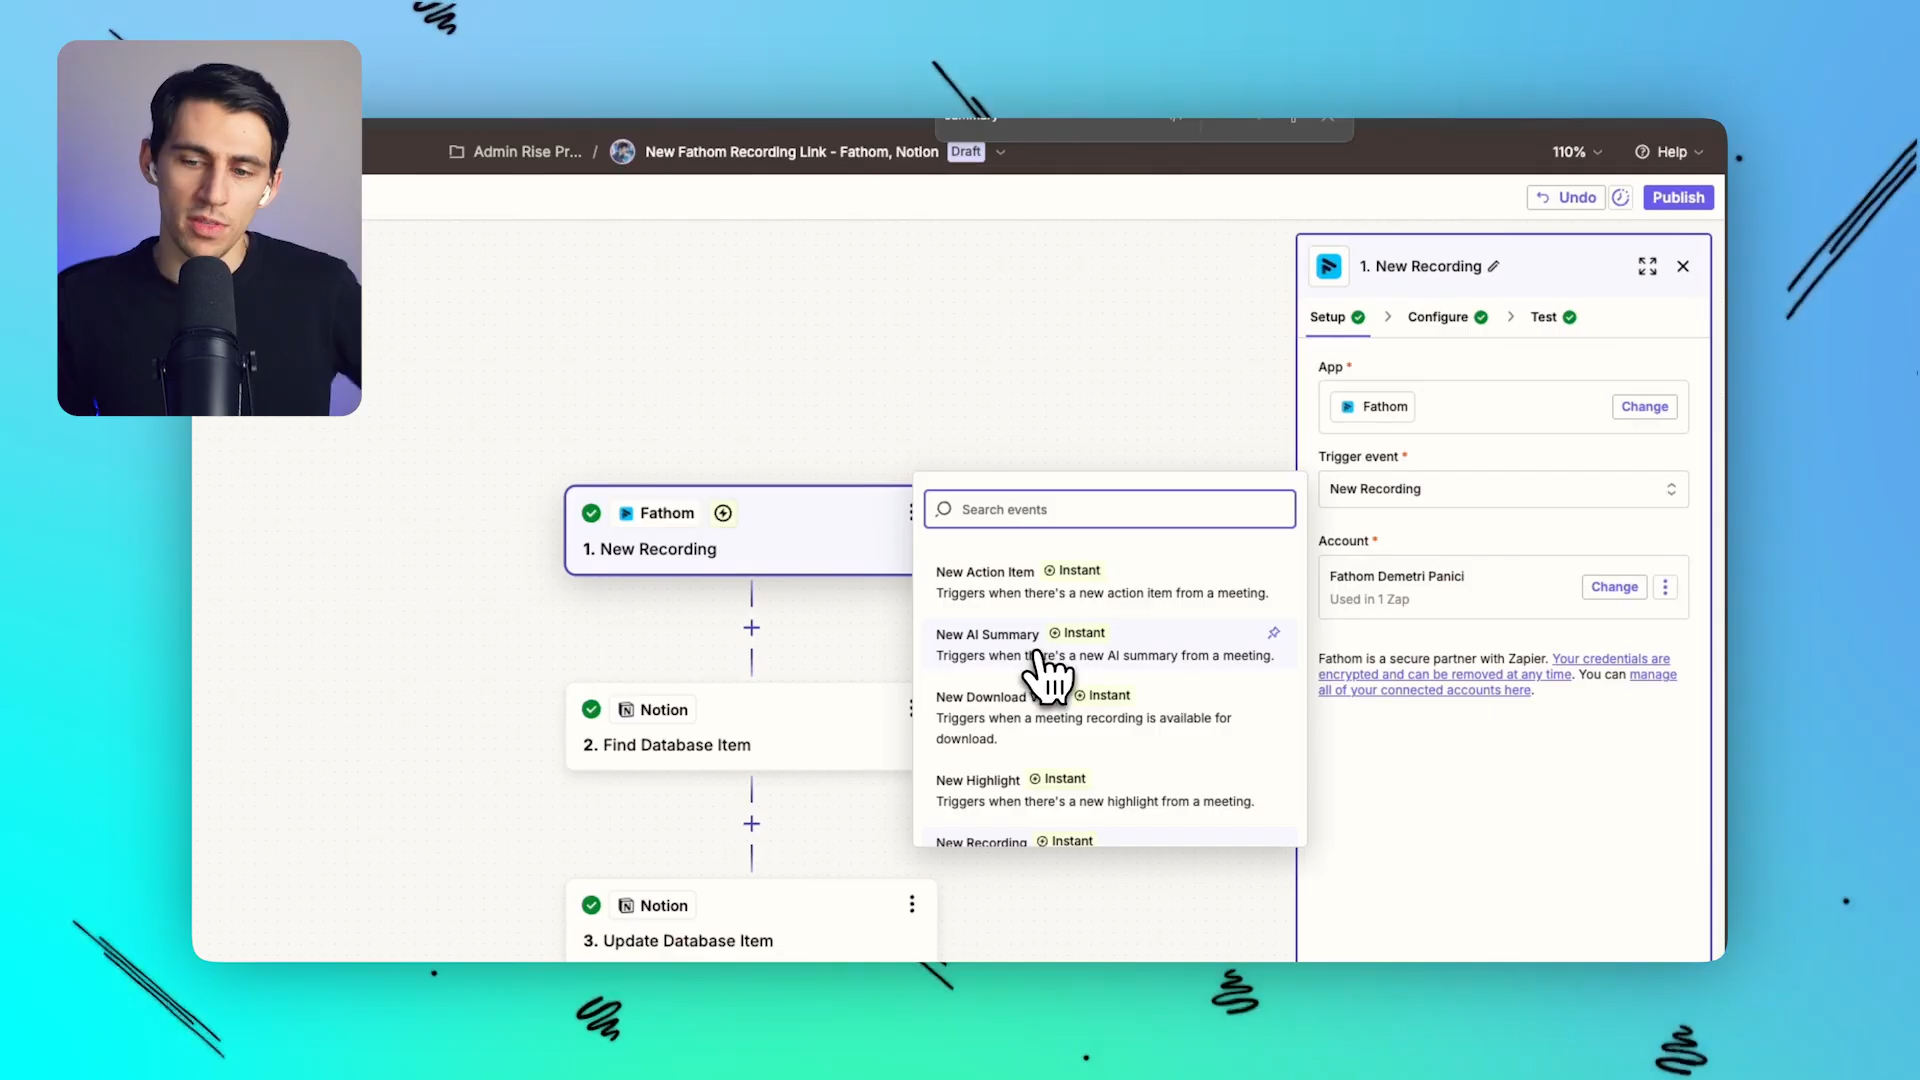 Admin Rise Pr... / New Fathom Recording Link - Fathom, Notion Draft
110% Help
Undo Publish
1. New Recording
Setup Configure Test
App *
Fathom Change
Trigger event *
New Recording
Account *
Fathom Demetri Panici
Used in 1 Zap
Change
Fathom is a secure partner with Zapier. Your credentials are
encrypted and can be removed at any time. You can manage
all of your connected accounts here.
Fathom
1. New Recording
Notion
2. Find Database Item
Notion
3. Update Database Item
Search events
New Action Item Instant
Triggers when there's a new action item from a meeting.
New AI Summary Instant
Triggers when there's a new AI summary from a meeting.
New Download Instant
Triggers when a meeting recording is available for
download.
New Highlight Instant
Triggers when there's a new highlight from a meeting.
New Recording Instant